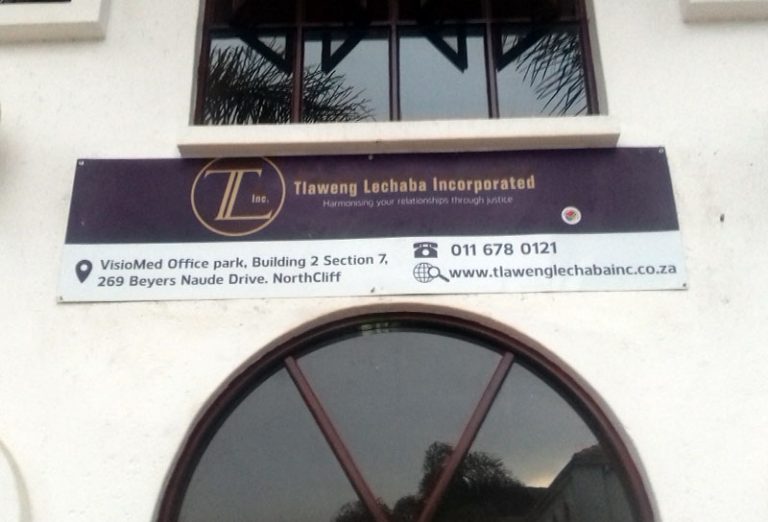 TL Inc.
Tlaweng Lechaba Incorporated
Harmonising your relationships through justice
VisioMed Office park, Building 2 Section 7,
269 Beyers Naude Drive. NorthCliff
011 678 0121
www.tlawenglechabainc.co.za